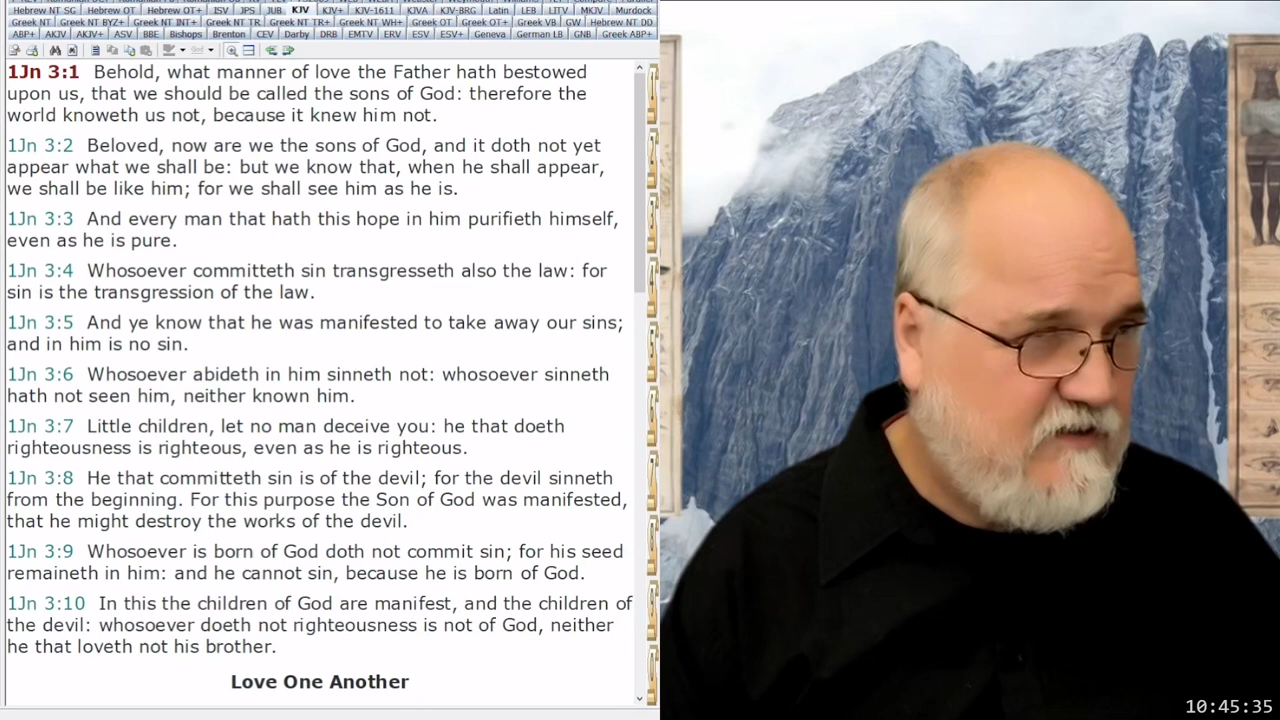 Hebrew NT SG Hebrew OT Hebrew OT+ ISV JPS JUB KJV KJV+ KJV-1611 KJVA KJV-BRG Latin LEB LITV MKJV Murdock
Greek NT Greek NT BYZ+ Greek NT INT+ Greek NT TR Greek NT TR+ Greek NT WH+ Greek OT Greek OT+ Greek VB GW Hebrew NT DD
ABP+ AKJV AKJV+ ASV BBE Bishops Brenton CEV Darby DRB EMTV ERV ESV ESV+ Geneva German LB GNB Greek ABP+
1Jn 3:1 Behold, what manner of love the Father hath bestowed
upon us, that we should be called the sons of God: therefore the
world knoweth us not, because it knew him not.
1Jn 3:2 Beloved, now are we the sons of God, and it doth not yet
appear what we shall be: but we know that, when he shall appear,
we shall be like him; for we shall see him as he is.
1Jn 3:3 And every man that hath this hope in him purifieth himself,
even as he is pure.
1Jn 3:4 Whosoever committeth sin transgresseth also the law: for
sin is the transgression of the law.
1Jn 3:5 And ye know that he was manifested to take away our sins;
and in him is no sin.
1Jn 3:6 Whosoever abideth in him sinneth not: whosoever sinneth
hath not seen him, neither known him.
1Jn 3:7 Little children, let no man deceive you: he that doeth
righteousness is righteous, even as he is righteous.
1Jn 3:8 He that committeth sin is of the devil; for the devil sinneth
from the beginning. For this purpose the Son of God was manifested,
that he might destroy the works of the devil.
1Jn 3:9 Whosoever is born of God doth not commit sin; for his seed
remaineth in him: and he cannot sin, because he is born of God.
1Jn 3:10 In this the children of God are manifest, and the children of
the devil: whosoever doeth not righteousness is not of God, neither
he that loveth not his brother.
Love One Another
10:45:35